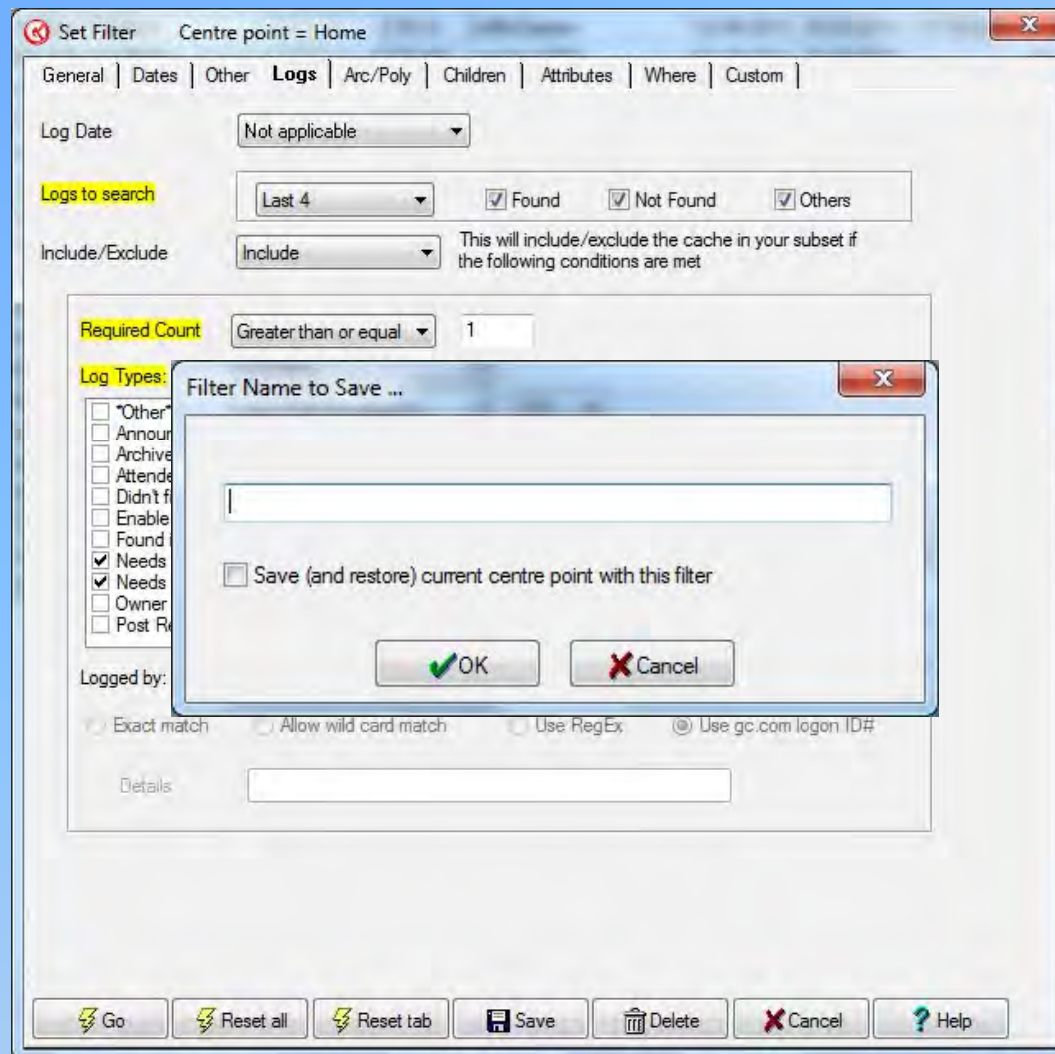 Set Filter Centre point = Home
General Dates Other Logs Arc/Poly Children Attributes Where Custom
Log Date Not applicable
Logs to search Last 4 Found Not Found Others
Include/Exclude Include This will include/exclude the cache in your subset if
the following conditions are met
Required Count Greater than or equal 1
Log Types:
Filter Name to Save ...
*Other*
Didn't
Enable
Found
Needs
Needs
Owner
Post
Save (and restore) current centre point with this filter
OK Cancel
Logged by:
Exact match Allow wild card match Use RegEx Use gc.com logon ID#
Details
Go Reset all Reset tab Save Delete Cancel Help